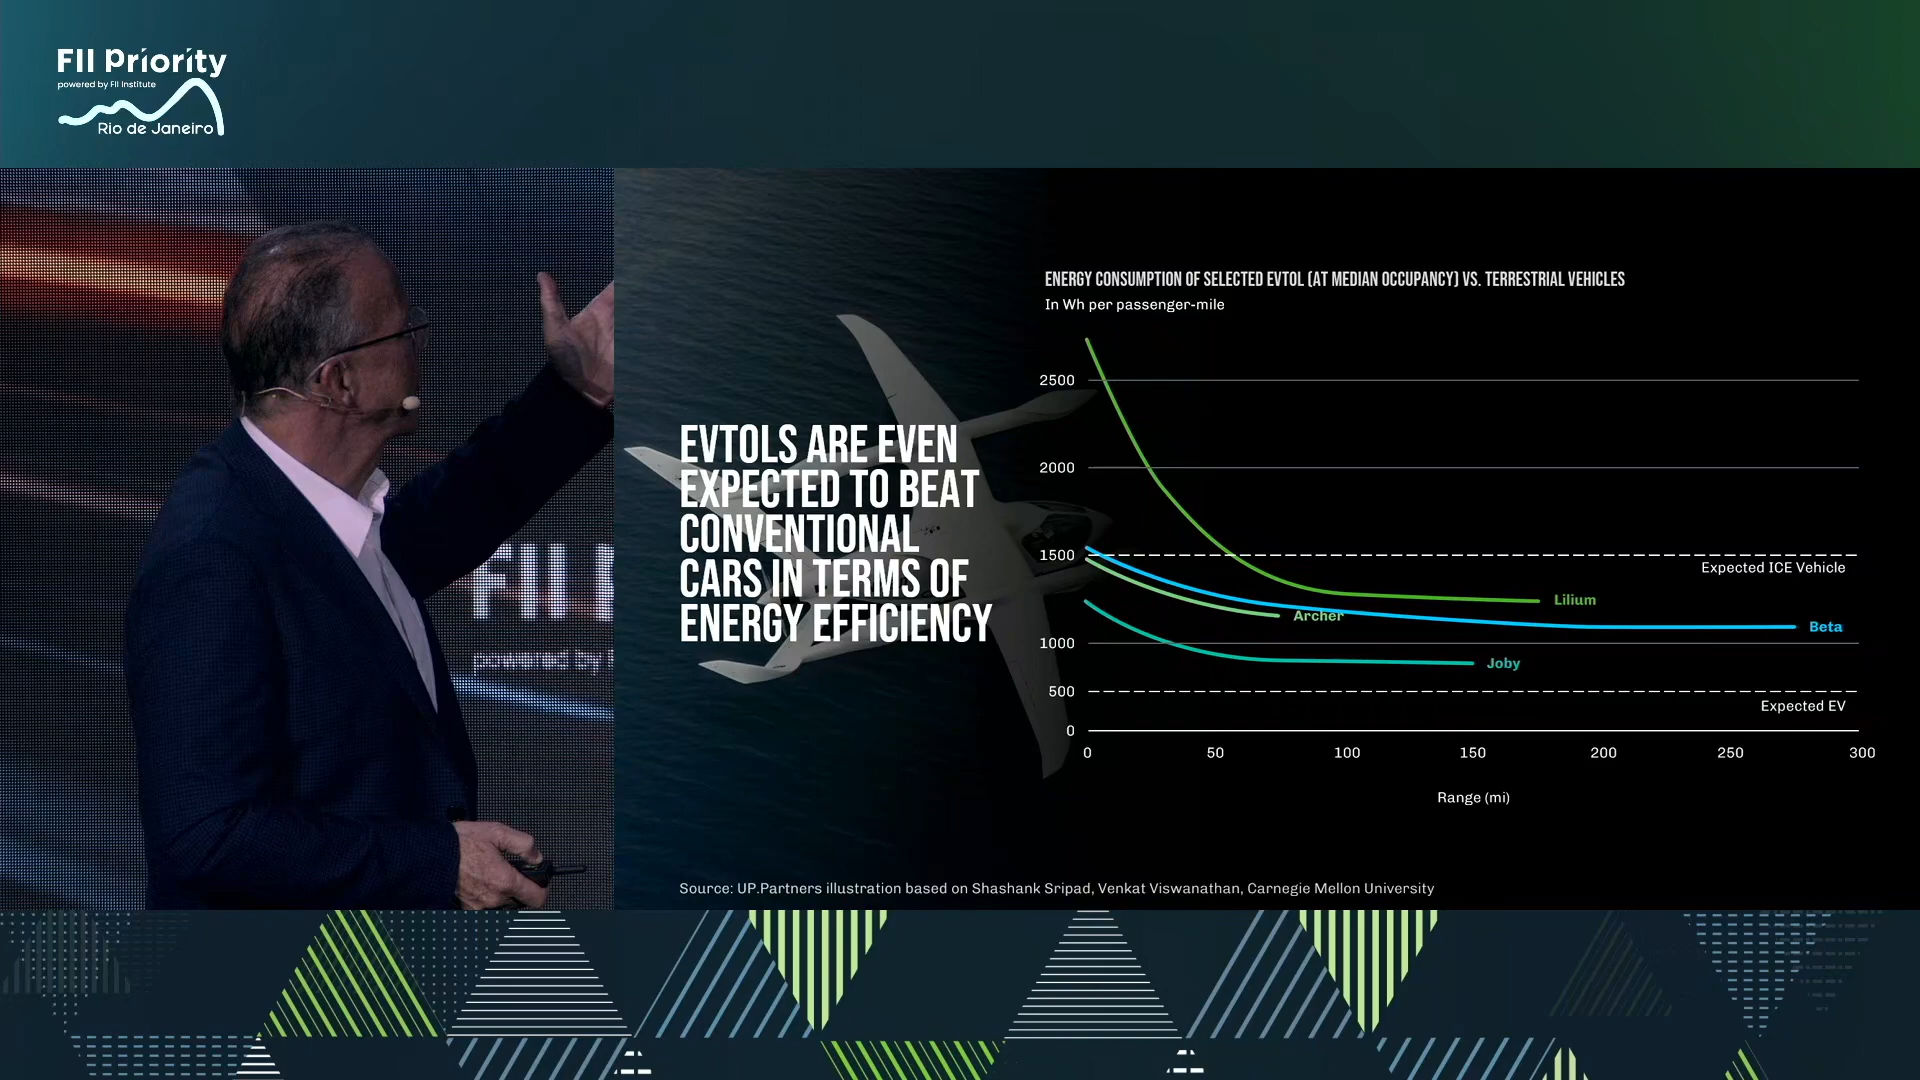 FII Priority
powered by FII Institute
Rio de Janeiro
FII
powered by
EVTOLS ARE EVEN
EXPECTED TO BEAT
CONVENTIONAL
CARS IN TERMS OF
ENERGY EFFICIENCY
ENERGY CONSUMPTION OF SELECTED EVTOL (AT MEDIAN OCCUPANCY) VS. TERRESTRIAL VEHICLES
In Wh per passenger-mile
2500
2000
1500
Expected ICE Vehicle
Lilium
Archer
Beta
1000
Joby
500
Expected EV
0
0 50 100 150 200 250 300
Range (mi)
Source: UP.Partners illustration based on Shashank Sripad, Venkat Viswanathan, Carnegie Mellon University